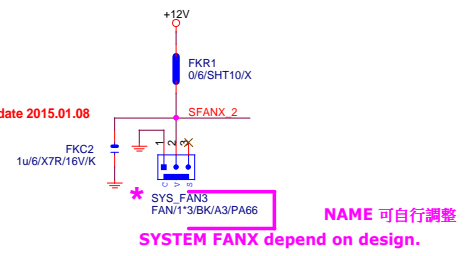 +12V
FKR1
0/6/SHT10/X
date 2015.01.08
SFANX_2
FKC2
1u/6/X7R/16V/K
1 2 3
C V S
* SYS_FAN3
FAN/1*3/BK/A3/PA66
NAME 可自行調整
SYSTEM FANX depend on design.